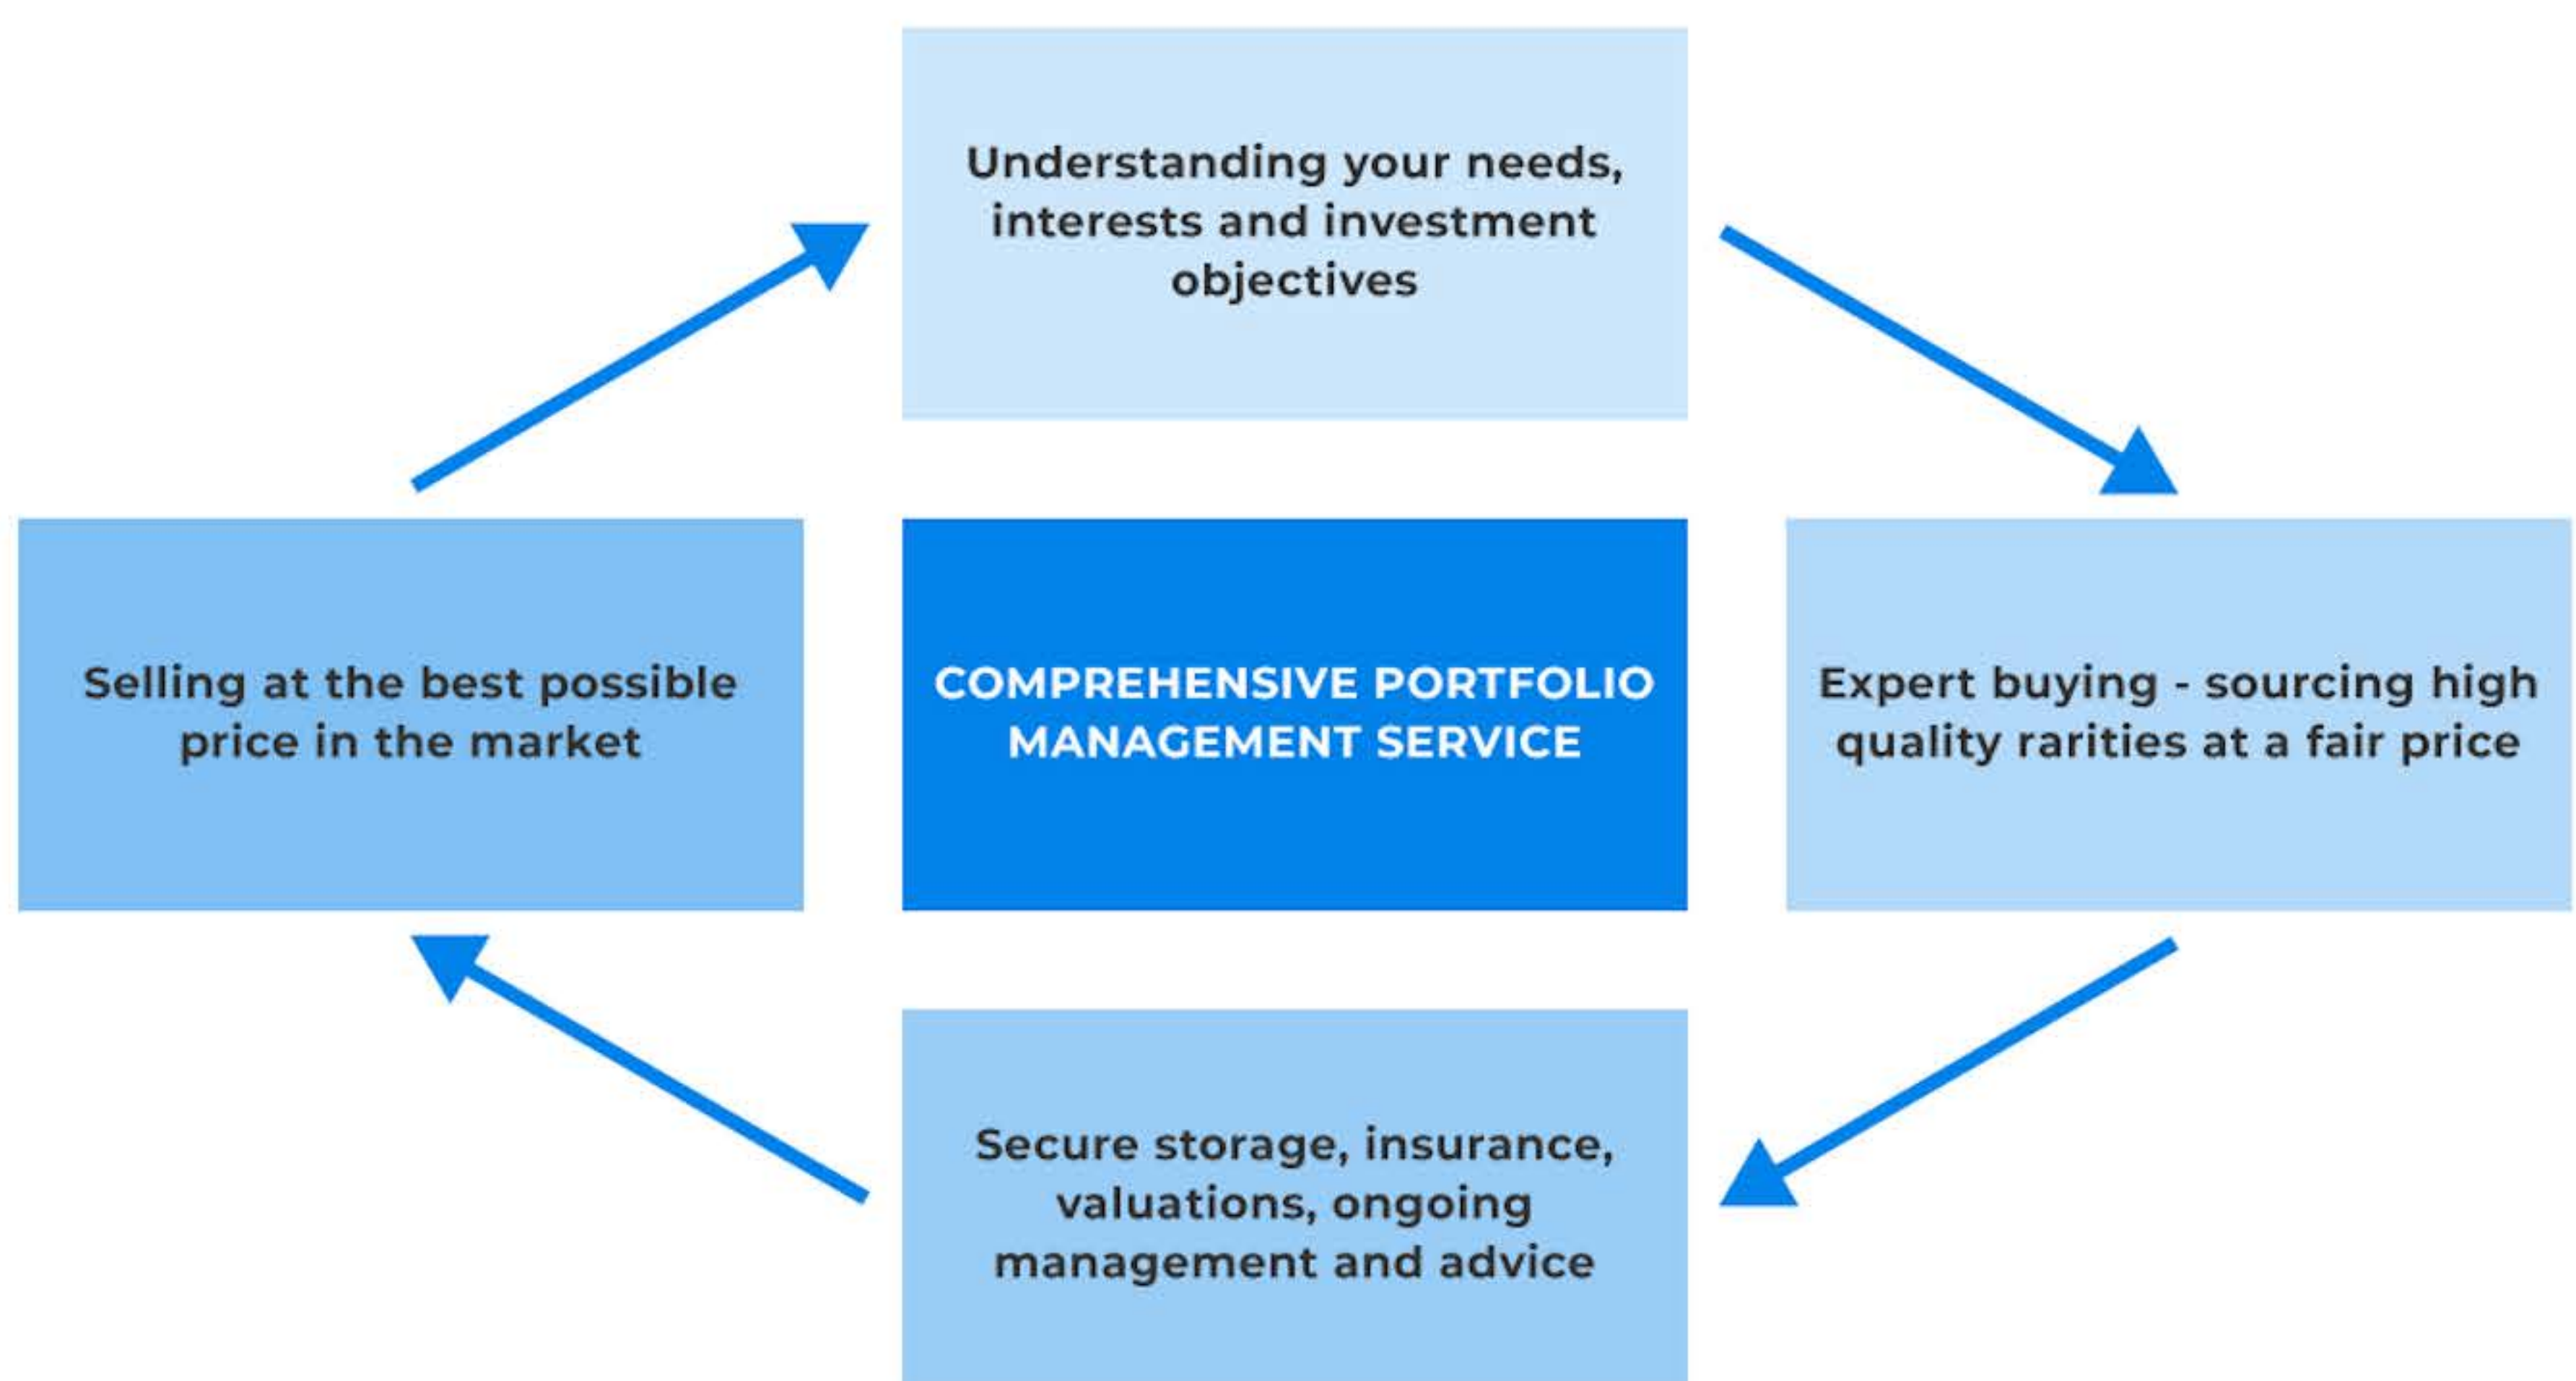 Understanding your needs,
interests and investment
objectives
Selling at the best possible
price in the market
COMPREHENSIVE PORTFOLIO
MANAGEMENT SERVICE
Expert buying - sourcing high
quality rarities at a fair price
Secure storage, insurance,
valuations, ongoing
management and advice